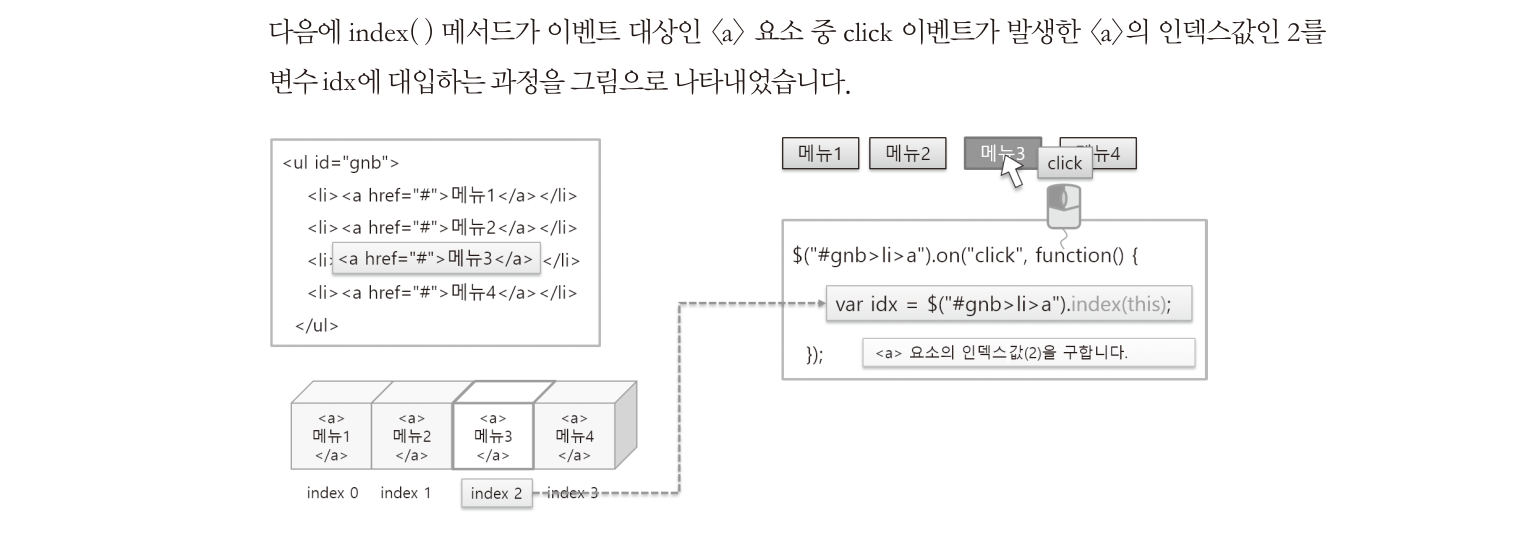 다음에 index( ) 메서드가 이벤트 대상인 〈a〉 요소 중 click 이벤트가 발생한 〈a〉의 인덱스값인 2를
변수 idx에 대입하는 과정을 그림으로 나타내었습니다.
<ul id="gnb">
<li><a href="#">메뉴1</a></li>
<li><a href="#">메뉴2</a></li>
<li><a href="#">메뉴3</a></li>
<li><a href="#">메뉴4</a></li>
</ul>
<a> <a> <a> <a>
메뉴1 메뉴2 메뉴3 메뉴4
</a> </a> </a> </a>
index 0 index 1 index 2 index 3
메뉴1 메뉴2 메뉴3 메뉴4
click
$("#gnb>li>a").on("click", function() {
var idx = $("#gnb>li>a").index(this);
});
<a> 요소의 인덱스값(2)을 구합니다.